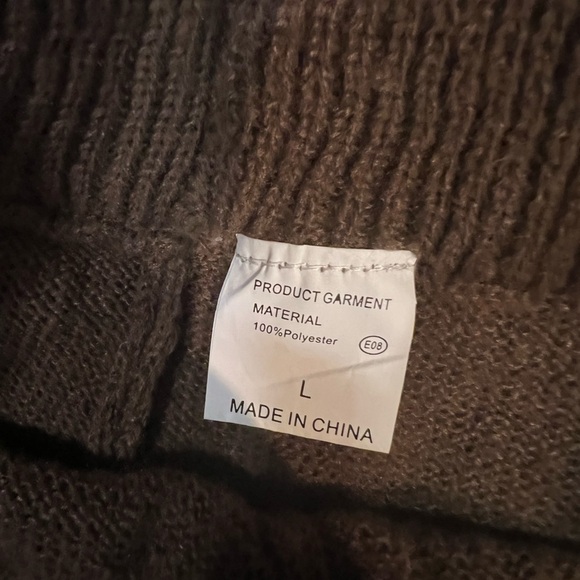 PRODUCT GARMENT
MATERIAL
100%Polyester
E08
L
MADE IN CHINA